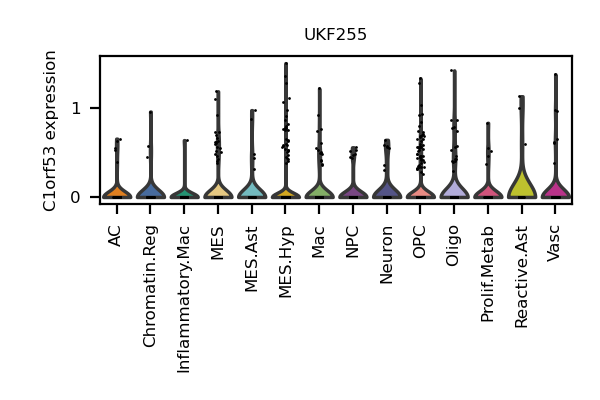 UKF255
C1orf53 expression
1
0
AC
Chromatin.Reg
Inflammatory.Mac
MES
MES.Ast
MES.Hyp
Mac
NPC
Neuron
OPC
Oligo
Prolif.Metab
Reactive.Ast
Vasc